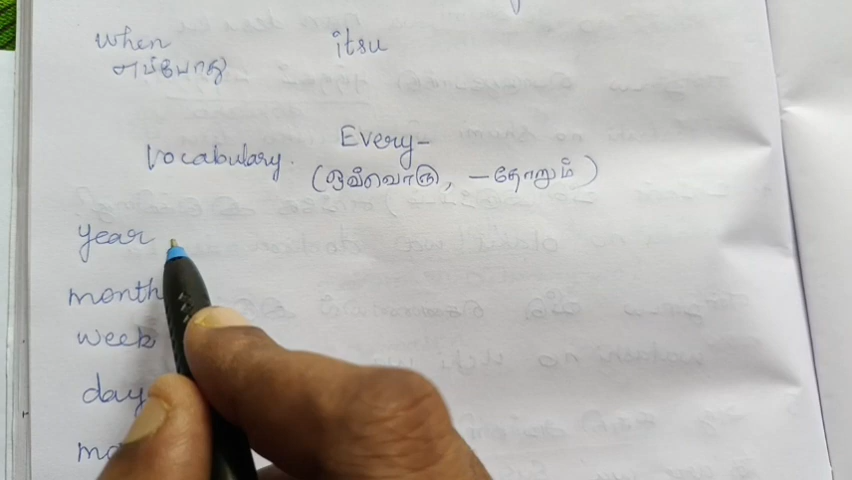 When itsu
எப்போது
Vocabulary. Every-
(ஒவ்வொரு, -தோறும்)
year
month
week
day